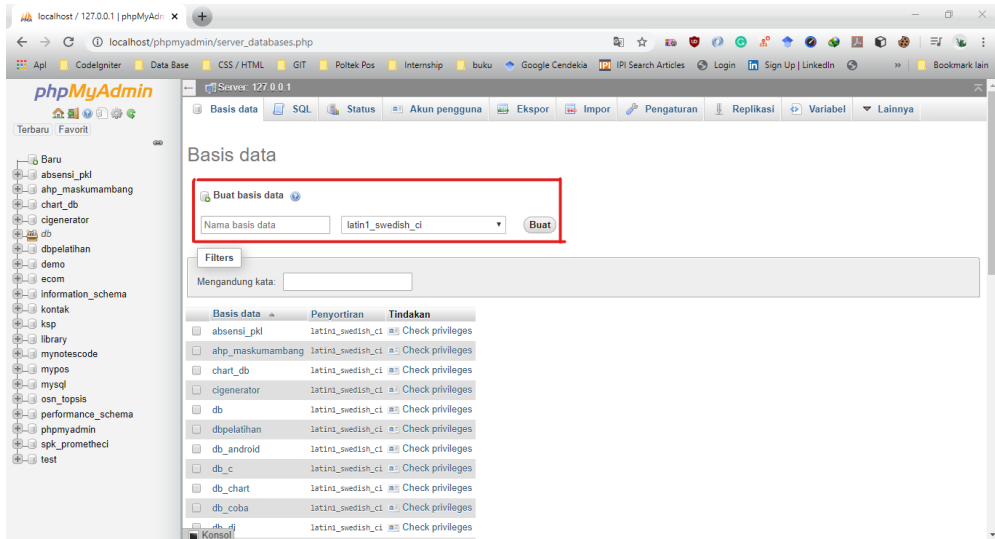 localhost / 127.0.0.1 | phpMyAdn
localhost/phpmyadmin/server_databases.php
Apl CodeIgniter Data Base CSS / HTML GIT Poltek Pos Internship buku Google Cendekia IPI Search Articles Login Sign Up | LinkedIn » Bookmark lain
phpMyAdmin
Terbaru Favorit
Baru
absensi_pkl
ahp_maskumambang
chart_db
cigenerator
db
dbpelatihan
demo
ecom
information_schema
kontak
ksp
library
mynotescode
mypos
mysql
osn_topsis
performance_schema
phpmyadmin
spk_prometheci
test
Server: 127.0.0.1
Basis data SQL Status Akun pengguna Ekspor Impor Pengaturan Replikasi Variabel Lainnya
Basis data
Buat basis data
Nama basis data latin1_swedish_ci Buat
Filters
Mengandung kata:
Basis data Penyortiran Tindakan
absensi_pkl latin1_swedish_ci Check privileges
ahp_maskumambang latin1_swedish_ci Check privileges
chart_db latin1_swedish_ci Check privileges
cigenerator latin1_swedish_ci Check privileges
db latin1_swedish_ci Check privileges
dbpelatihan latin1_swedish_ci Check privileges
db_android latin1_swedish_ci Check privileges
db_c latin1_swedish_ci Check privileges
db_chart latin1_swedish_ci Check privileges
db_coba latin1_swedish_ci Check privileges
db_di latin1_swedish_ci Check privileges
Konsol